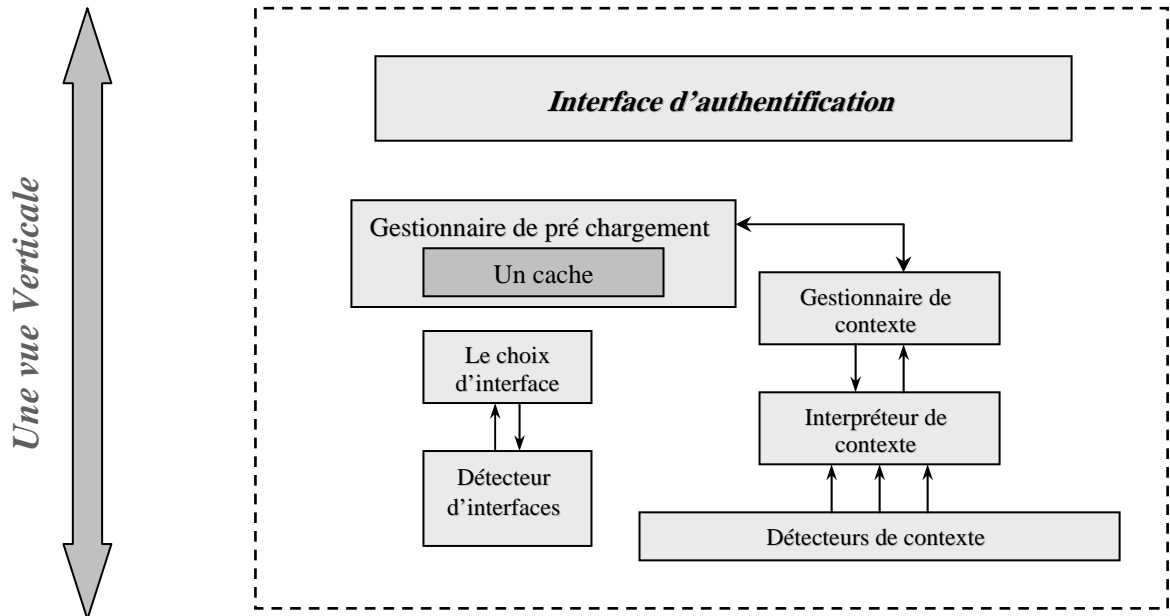 Une vue Verticale
Interface d’authentification
Gestionnaire de pré chargement
Un cache
Gestionnaire de
contexte
Le choix
d’interface
Interpréteur de
contexte
Détecteur
d’interfaces
Détecteurs de contexte